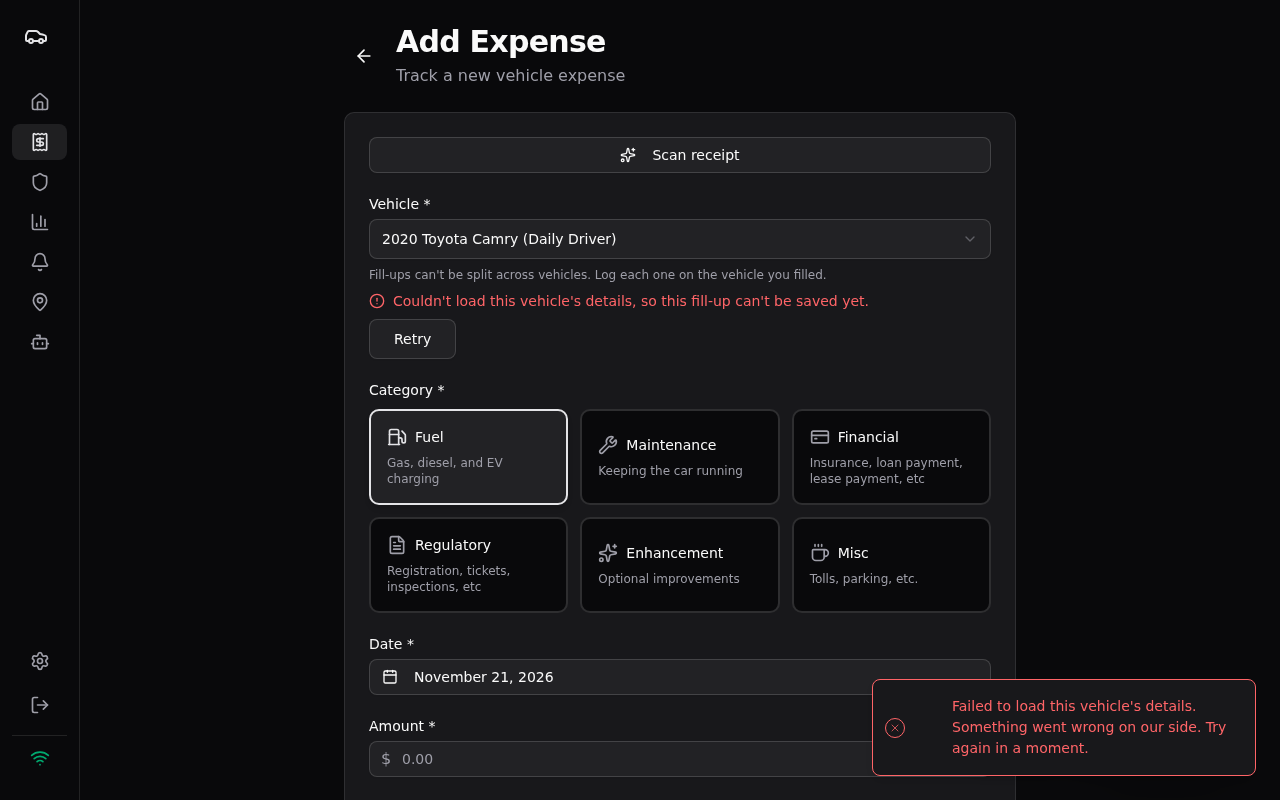 Add Expense
Track a new vehicle expense
Scan receipt
Vehicle *
2020 Toyota Camry (Daily Driver)
Fill-ups can't be split across vehicles. Log each one on the vehicle you filled.
Couldn't load this vehicle's details, so this fill-up can't be saved yet.
Retry
Category *
Fuel
Gas, diesel, and EV
charging
Maintenance
Keeping the car running
Financial
Insurance, loan payment,
lease payment, etc
Regulatory
Registration, tickets,
inspections, etc
Enhancement
Optional improvements
Misc
Tolls, parking, etc.
Date *
November 21, 2026
Amount *
$ 0.00
Failed to load this vehicle's details.
Something went wrong on our side. Try
again in a moment.